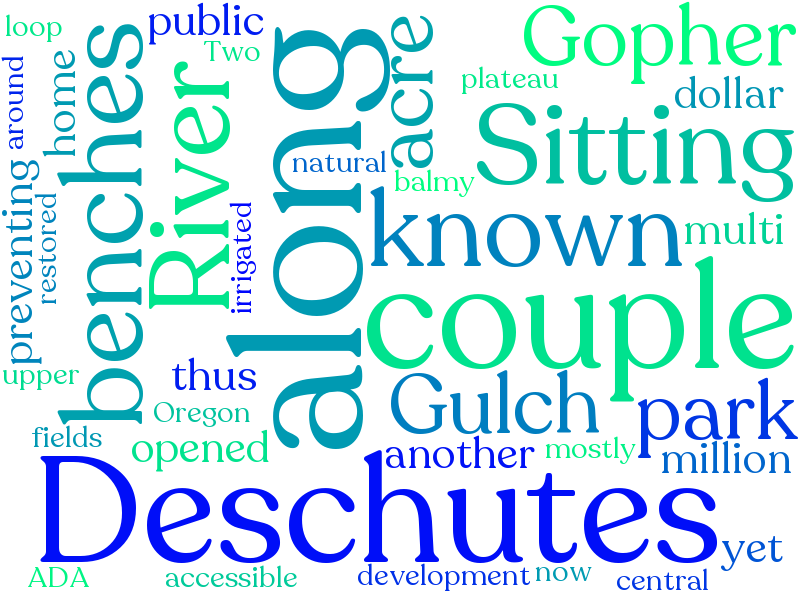 loop
public
Two
Gopher
plateau
dollar
around
home
benches
River
along
acre
Sitting
natural
balmy
preventing
restored
irrigated
known
multi
couple
upper
thus
Oregon
Gulch
park
fields
opened
another
mostly
million
Deschutes
yet
ADA
accessible
development
now
central